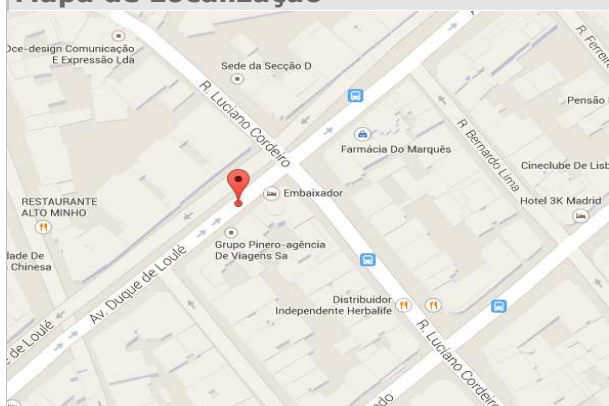 Mapa de Localização
Oce-design Comunicação
E Expressão Lda
Sede da Secção D
R. Ferreira
R. Luciano Cordeiro
Pensão
Farmácia Do Marquês
R. Bernardo Lima
Cineclube De Lisb
Embaixador
Hotel 3K Madrid
RESTAURANTE
ALTO MINHO
Grupo Pinero-agência
De Viagens Sa
dade De
Chinesa
Av. Duque de Loulé
Distribuidor
Independente Herbalife
e de Loulé
R. Luciano Cordeiro
do